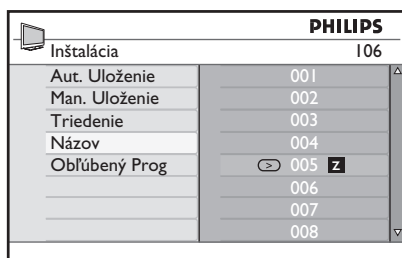 PHILIPS
Inštalácia 106
Aut. Uloženie 001
Man. Uloženie 002
Triedenie 003
Názov 004
Obľúbený Prog > 005 Z
006
007
008